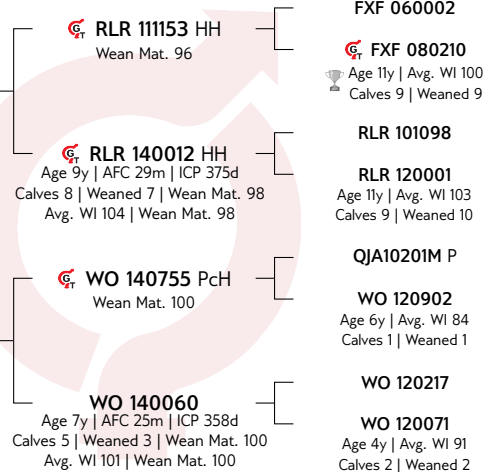 RLR 111153 HH
Wean Mat. 96
RLR 140012 HH
Age 9y | AFC 29m | ICP 375d
Calves 8 | Weaned 7 | Wean Mat. 98
Avg. WI 104 | Wean Mat. 98
WO 140755 PcH
Wean Mat. 100
WO 140060
Age 7y | AFC 25m | ICP 358d
Calves 5 | Weaned 3 | Wean Mat. 100
Avg. WI 101 | Wean Mat. 100
FXF 060002
FXF 080210
Age 11y | Avg. WI 100
Calves 9 | Weaned 9
RLR 101098
RLR 120001
Age 11y | Avg. WI 103
Calves 9 | Weaned 10
QJA10201M P
WO 120902
Age 6y | Avg. WI 84
Calves 1 | Weaned 1
WO 120217
WO 120071
Age 4y | Avg. WI 91
Calves 2 | Weaned 2
GT
GT
GT
GT